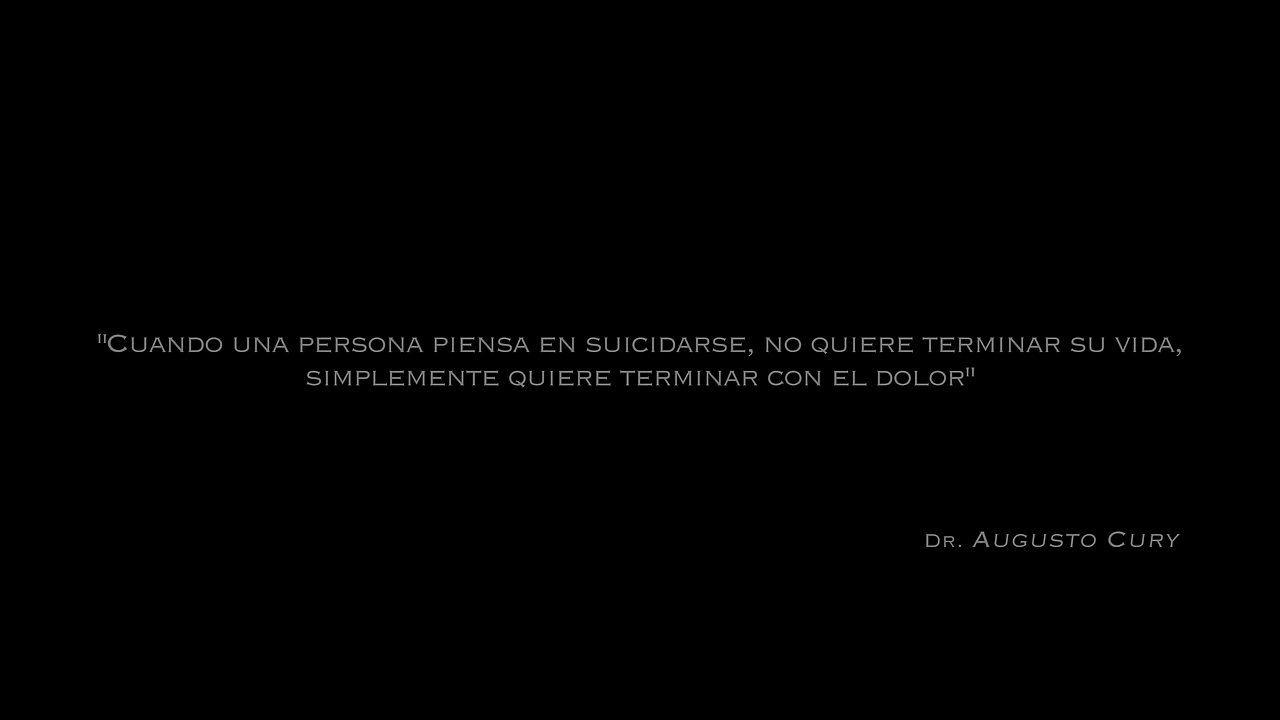 "Cuando una persona piensa en suicidarse, no quiere terminar su vida,
simplemente quiere terminar con el dolor"
Dr. Augusto Cury